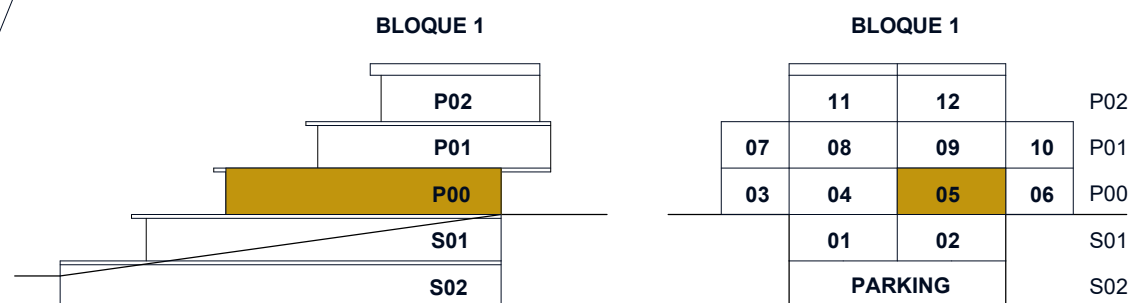 BLOQUE 1
P02
P01
P00
S01
S02
BLOQUE 1
11 12 P02
07 08 09 10 P01
03 04 05 06 P00
01 02 S01
PARKING S02